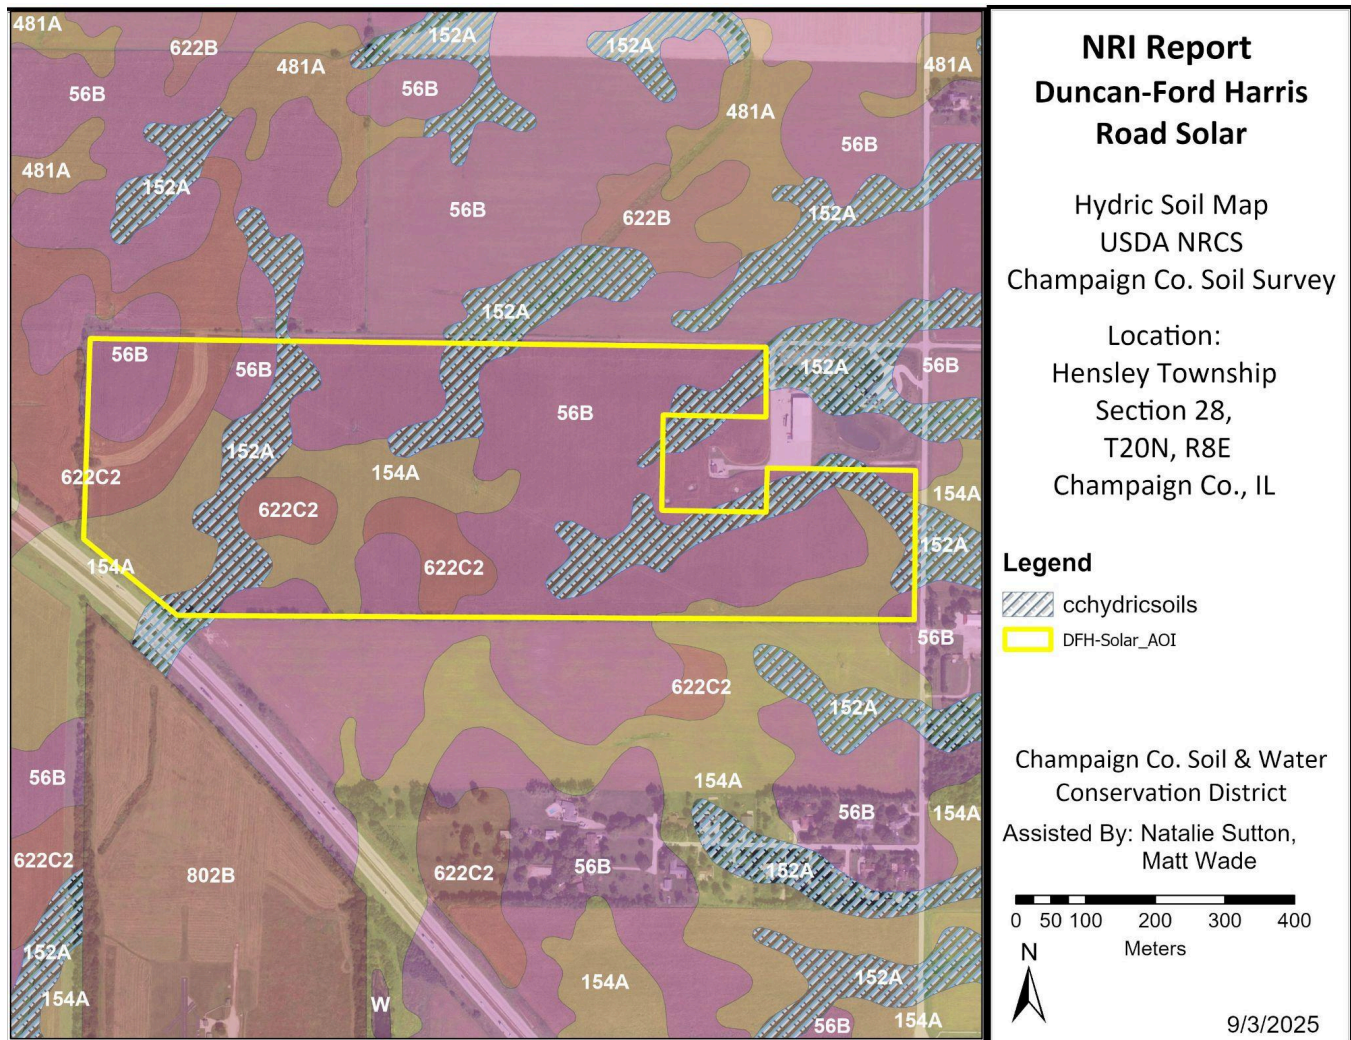 NRI Report
Duncan-Ford Harris
Road Solar
Hydric Soil Map
USDA NRCS
Champaign Co. Soil Survey
Location:
Hensley Township
Section 28,
T20N, R8E
Champaign Co., IL
Legend
cchydricsoils
DFH-Solar_AOI
Champaign Co. Soil & Water
Conservation District
Assisted By: Natalie Sutton,
Matt Wade
0 50 100 200 300 400
Meters
N
9/3/2025
481A
622B
152A
152A
481A
481A
56B
56B
481A
56B
481A
152A
56B
622B
152A
152A
56B
56B
152A
56B
56B
152A
154A
622C2
154A
622C2
152A
622C2
154A
56B
622C2
152A
56B
154A
56B
154A
622C2
802B
622C2
56B
152A
152A
152A
154A
154A
W
56B
154A